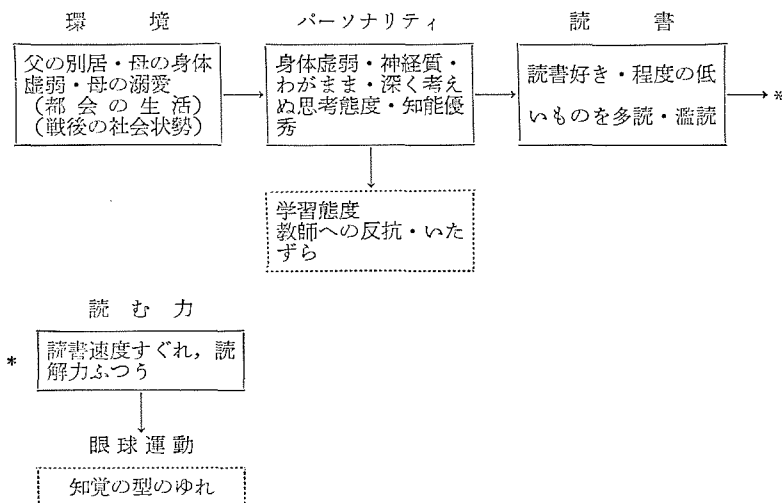 環境
父の別居・母の身体
虚弱・母の溺愛
(都会の生活)
(戦後の社会状勢)
パーソナリティ
身体虚弱・神経質・
わがまま・深く考え
ぬ思考態度・知能優
秀
読書
読書好き・程度の低
いものを多読・濫読
*
学習態度
教師への反抗・いた
ずら
読む力
*
読書速度すぐれ,読
解力ふつう
眼球運動
知覚の型のゆれ